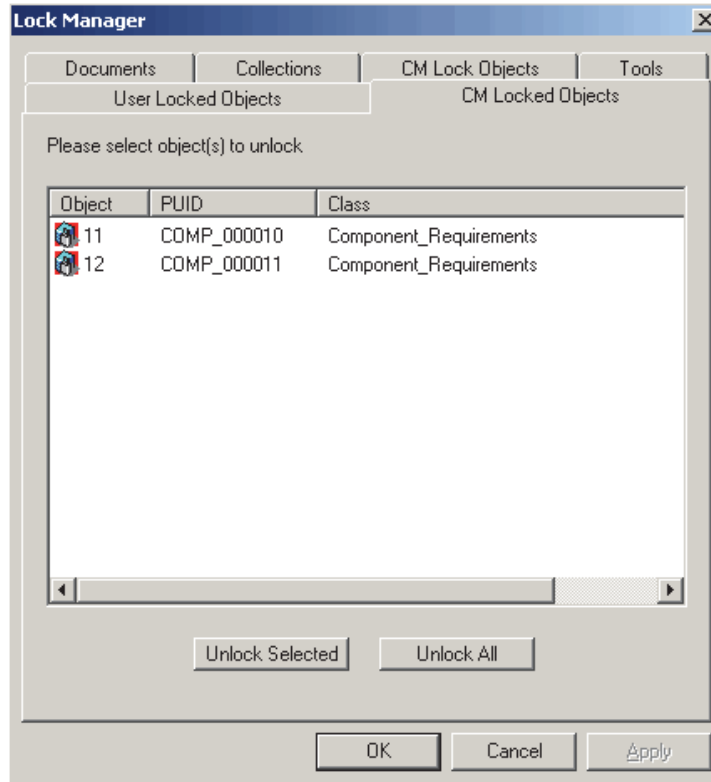 Lock Manager
Documents Collections CM Lock Objects Tools
User Locked Objects CM Locked Objects
Please select object(s) to unlock
Object PUID Class
11 COMP_000010 Component_Requirements
12 COMP_000011 Component_Requirements
Unlock Selected Unlock All
OK Cancel Apply